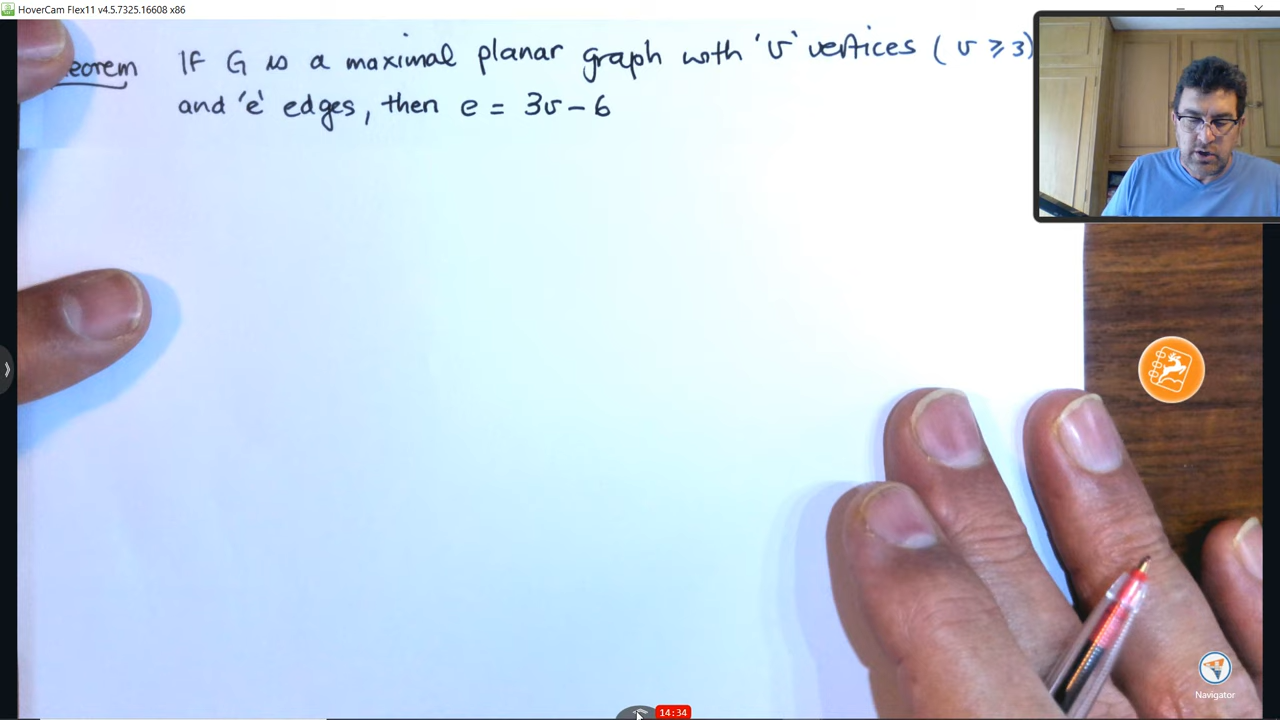 HoverCam Flex11 v4.5.7325.16608 x86
eorem If G is a maximal planar graph with 'v' vertices (v ⩾ 3)
and 'e' edges, then e = 3v - 6
Navigator
14:34